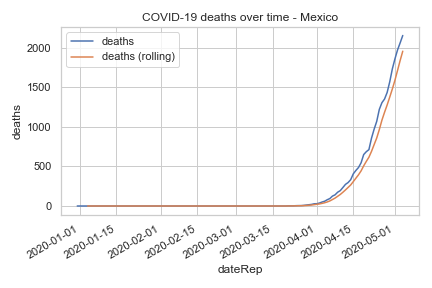 COVID-19 deaths over time - Mexico
deaths
deaths (rolling)
2000
1500
1000
500
0
deaths
2020-01-01
2020-01-15
2020-02-01
2020-02-15
2020-03-01
2020-03-15
2020-04-01
2020-04-15
2020-05-01
dateRep